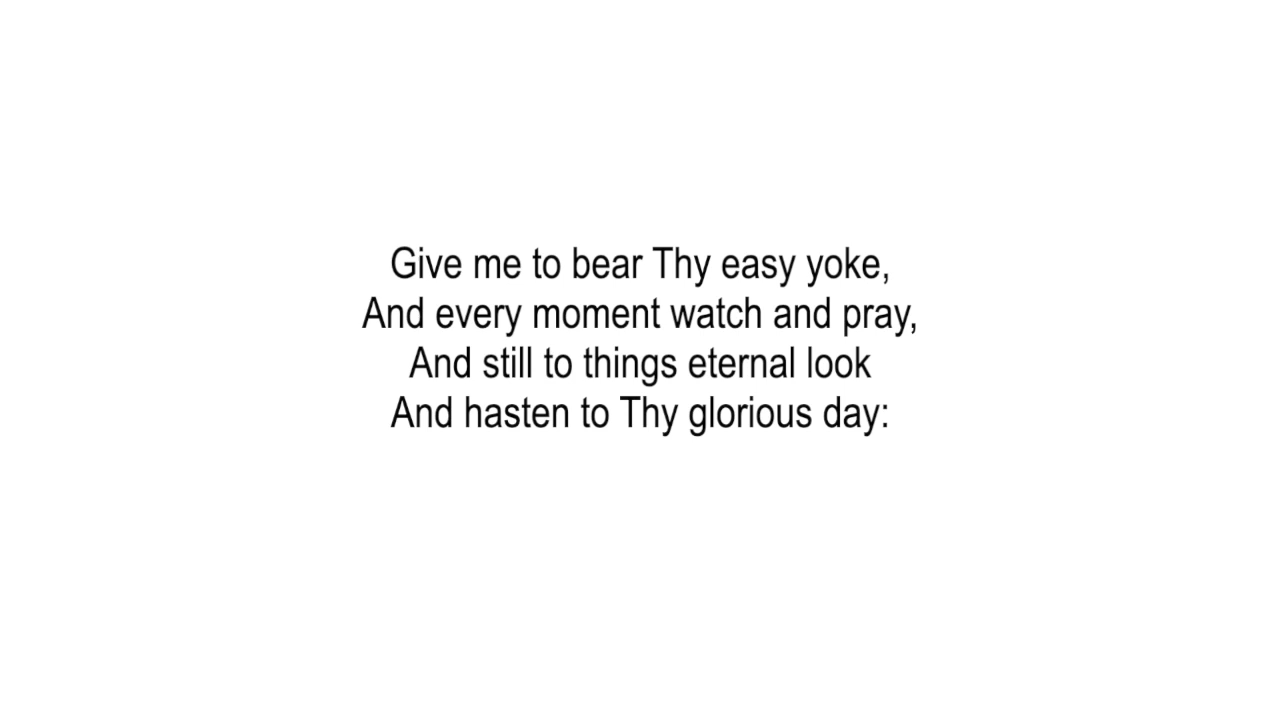 Give me to bear Thy easy yoke,
And every moment watch and pray,
And still to things eternal look
And hasten to Thy glorious day: